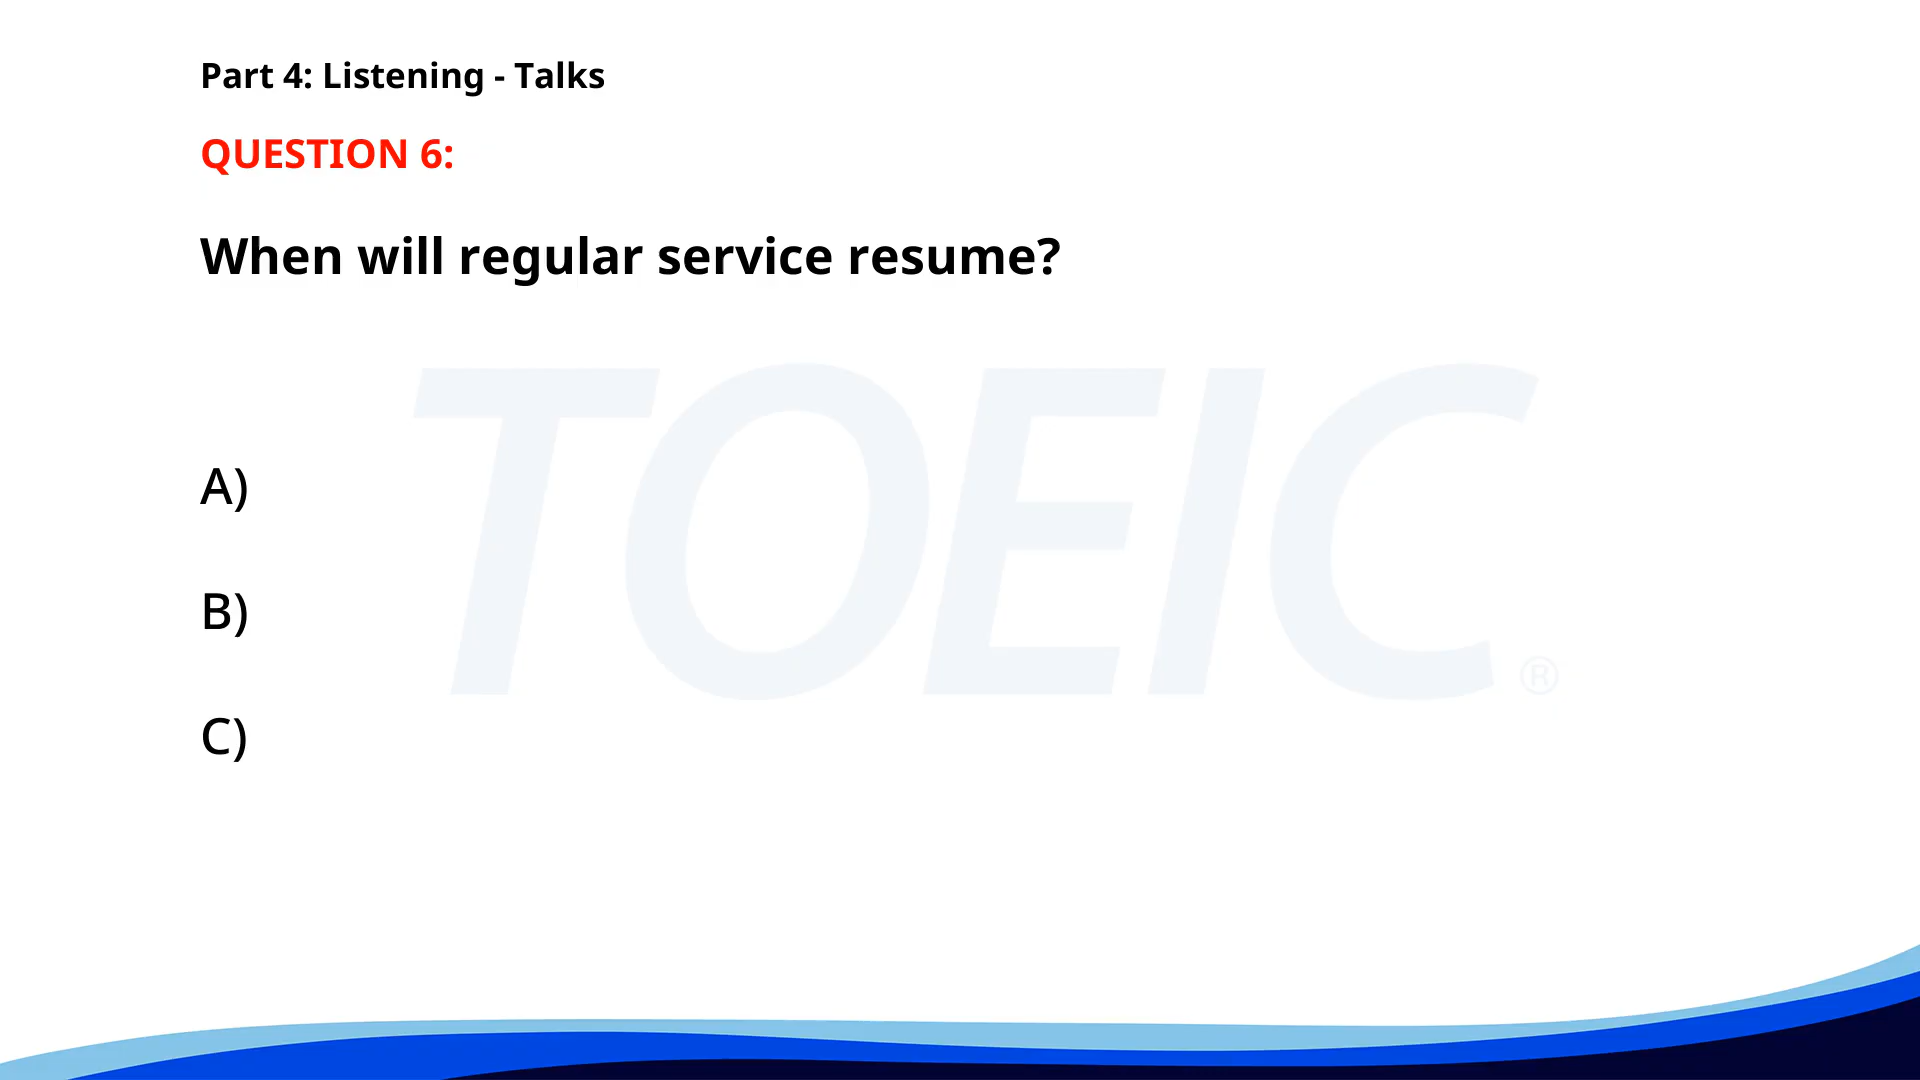 Part 4: Listening - Talks
QUESTION 6:
When will regular service resume?
TOEIC®
A)
B)
C)